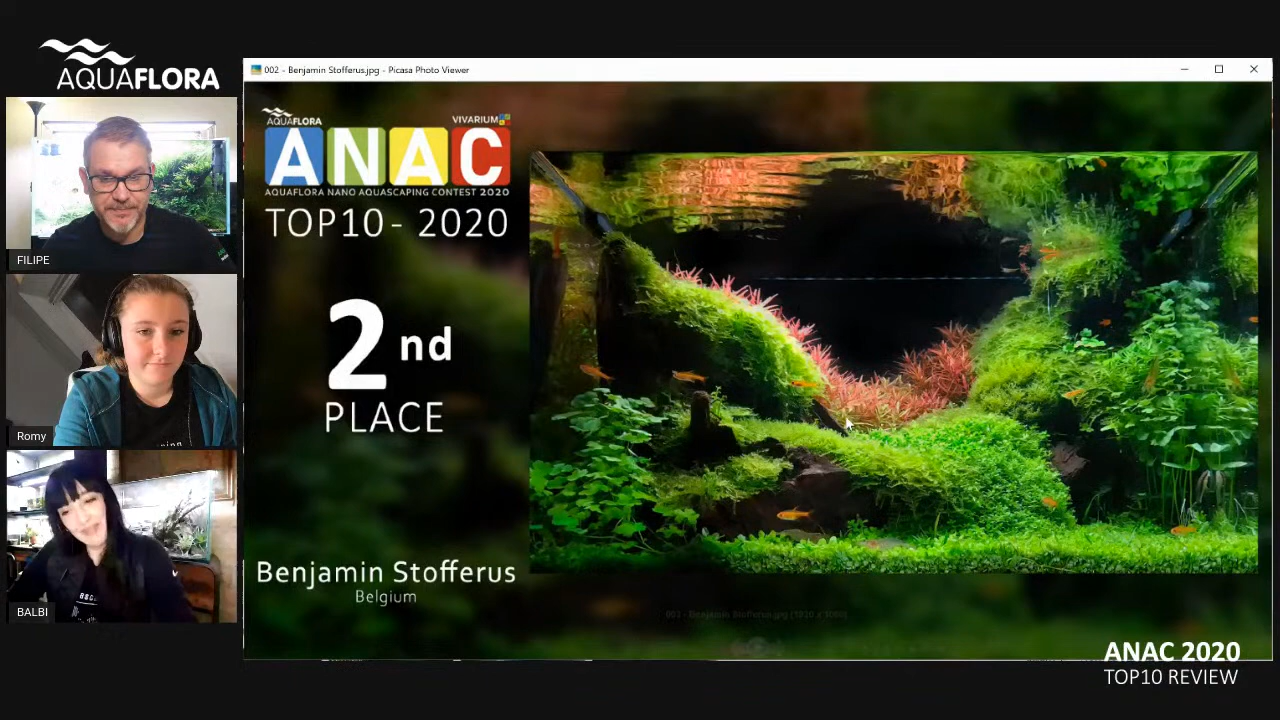 AQUAFLORA
002 - Benjamin Stofferus.jpg - Picasa Photo Viewer
AQUAFLORA
VIVARIUM
ANAC
AQUAFLORA NANO AQUASCAPING CONTEST 2020
TOP10 - 2020
2nd
PLACE
FILIPE
Romy
BALBI
Benjamin Stofferus
Belgium
ANAC 2020
TOP10 REVIEW